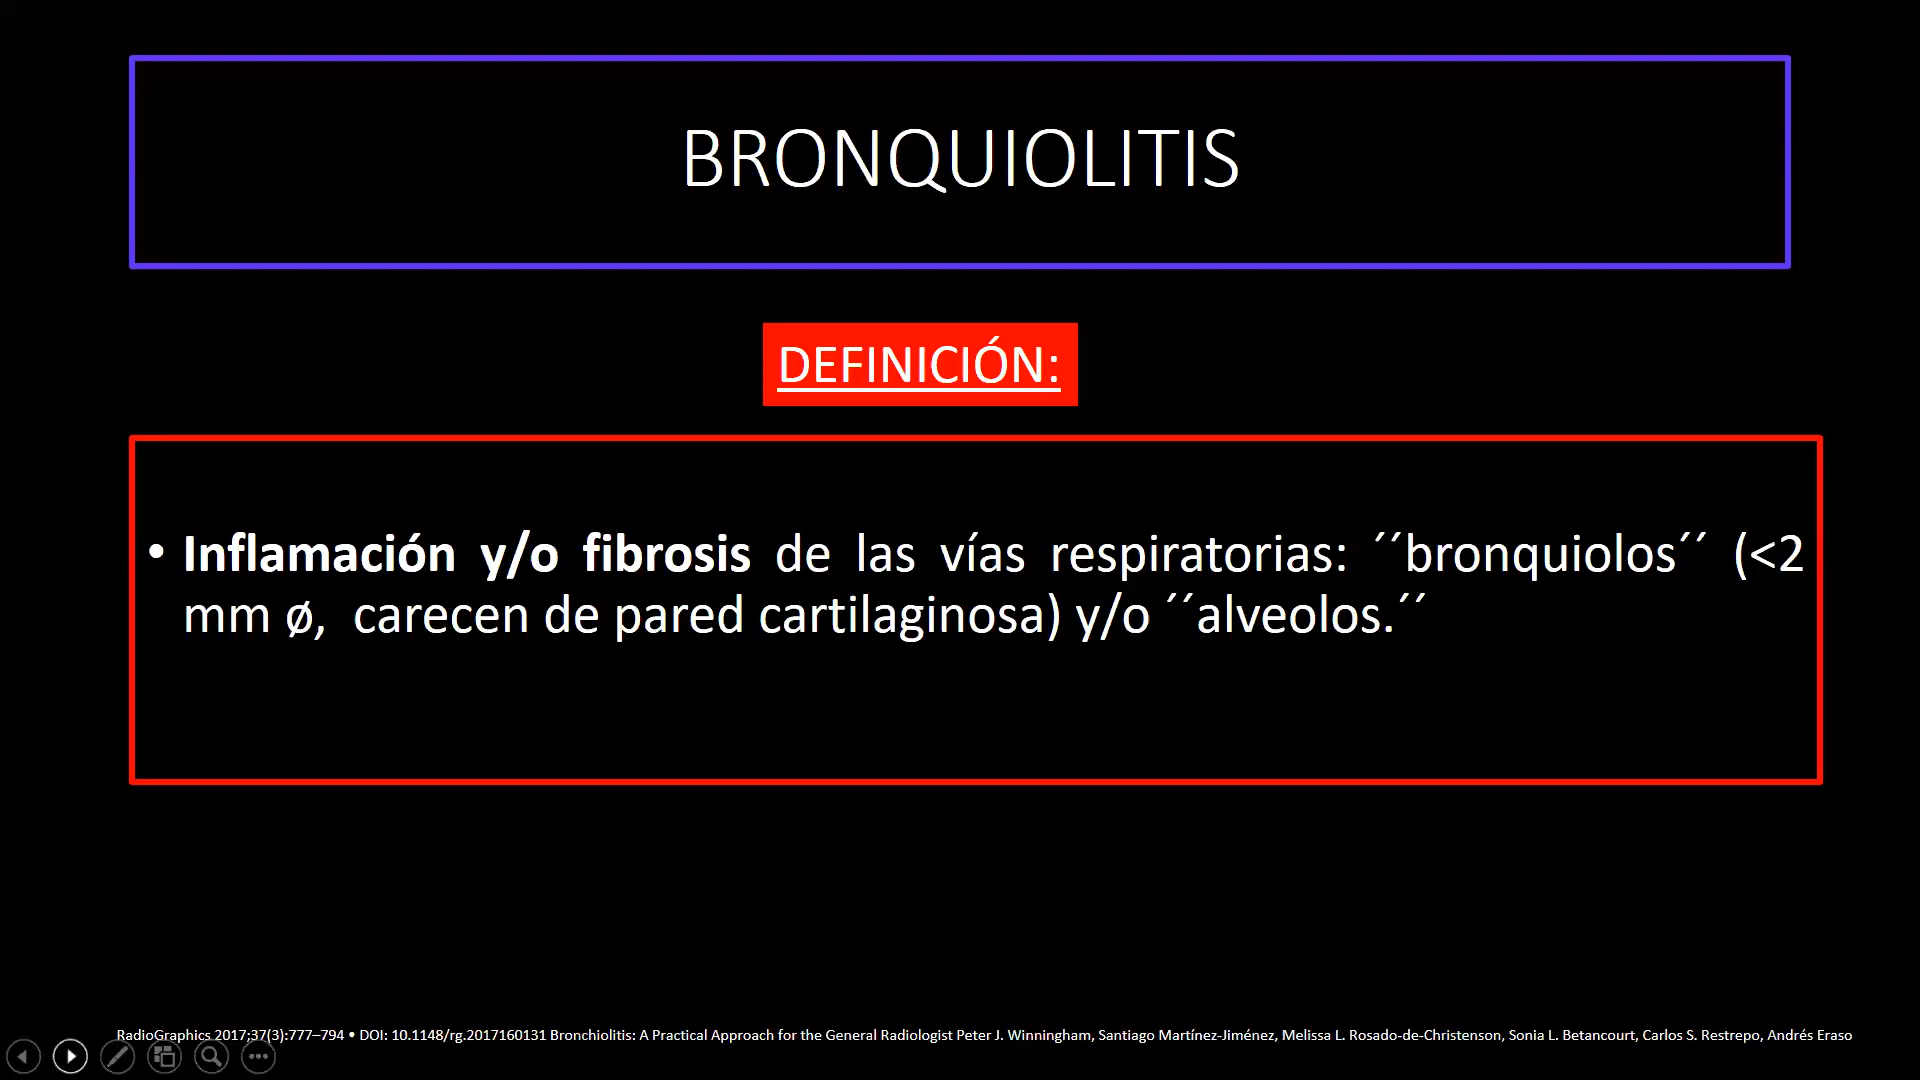 BRONQUIOLITIS
DEFINICIÓN:
• Inflamación y/o fibrosis de las vías respiratorias: ´´bronquiolos´´ (<2
mm ø, carecen de pared cartilaginosa) y/o ´´alveolos.´´
RadioGraphics 2017;37(3):777–794 • DOI: 10.1148/rg.2017160131 Bronchiolitis: A Practical Approach for the General Radiologist Peter J. Winningham, Santiago Martínez-Jiménez, Melissa L. Rosado-de-Christenson, Sonia L. Betancourt, Carlos S. Restrepo, Andrés Eraso